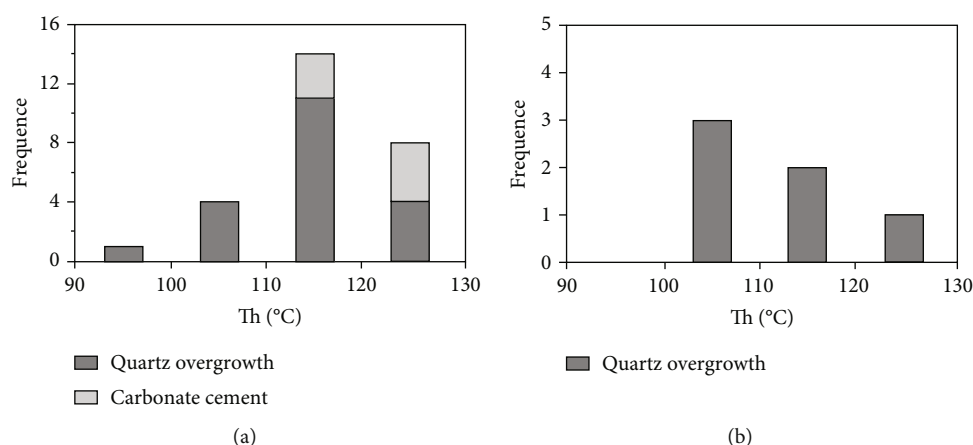 16
12
8
4
0
Frequence
90
100
110
120
130
Th (°C)
Quartz overgrowth
Carbonate cement
(a)
5
4
3
2
1
0
Frequence
90
100
110
120
130
Th (°C)
Quartz overgrowth
(b)